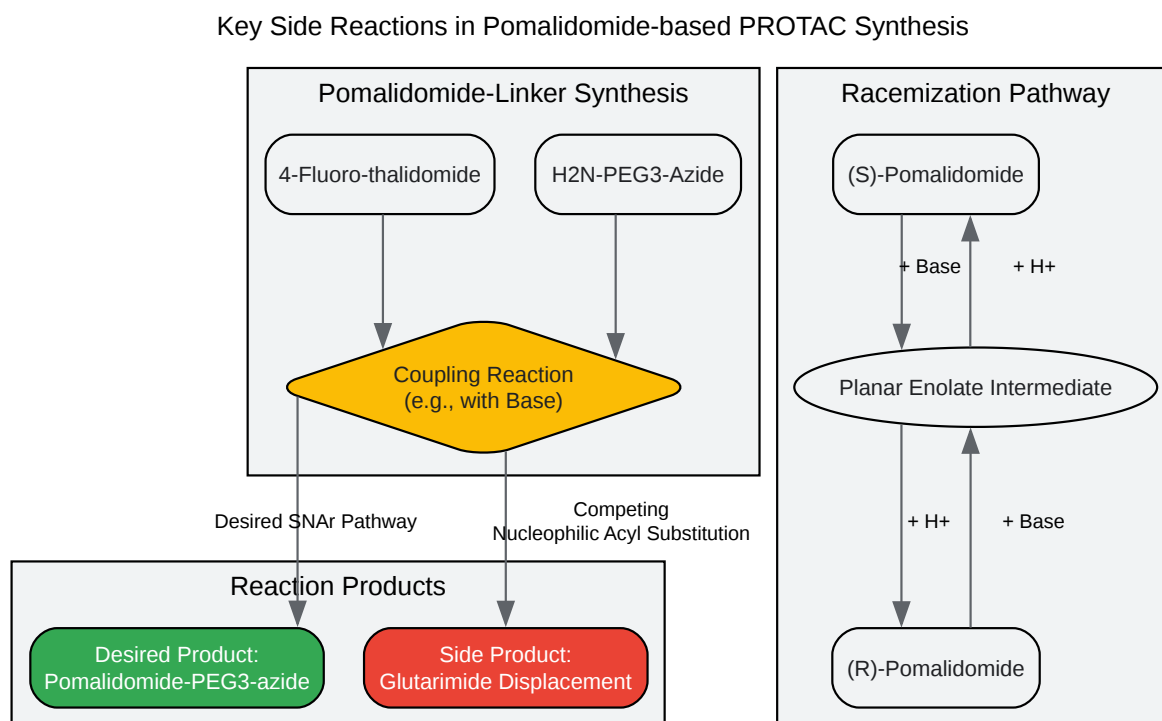 Key Side Reactions in Pomalidomide-based PROTAC Synthesis
Pomalidomide-Linker Synthesis
4-Fluoro-thalidomide
H2N-PEG3-Azide
Coupling Reaction
(e.g., with Base)
Desired SNAr Pathway
Competing
Nucleophilic Acyl Substitution
Reaction Products
Desired Product:
Pomalidomide-PEG3-azide
Side Product:
Glutarimide Displacement
Racemization Pathway
(S)-Pomalidomide
+ Base
+ H+
Planar Enolate Intermediate
+ H+
+ Base
(R)-Pomalidomide